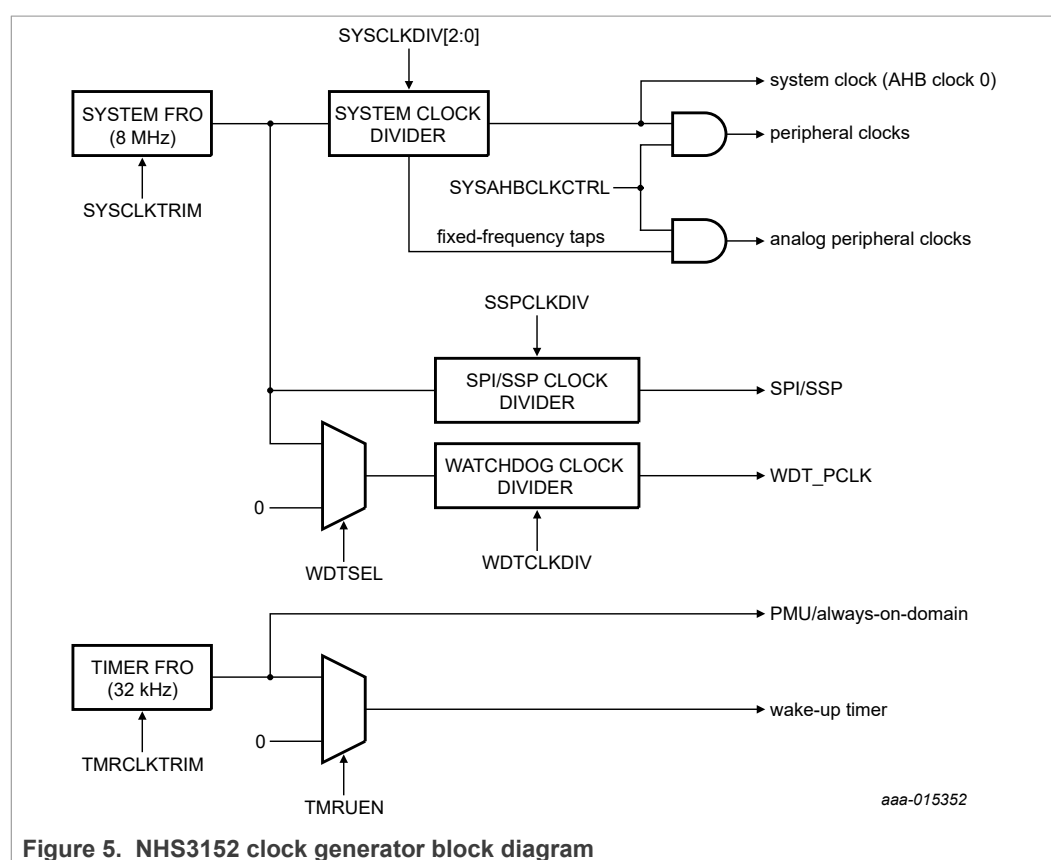 SYSCLKDIV[2:0]
system clock (AHB clock 0)
SYSTEM FRO
(8 MHz)
SYSTEM CLOCK
DIVIDER
peripheral clocks
SYSAHBCLKCTRL
SYSCLKTRIM
fixed-frequency taps
analog peripheral clocks
SSPCLKDIV
SPI/SSP CLOCK
DIVIDER
SPI/SSP
WATCHDOG CLOCK
DIVIDER
WDT_PCLK
0
WDTSEL
WDTCLKDIV
PMU/always-on-domain
TIMER FRO
(32 kHz)
wake-up timer
0
TMRCLKTRIM
TMRUEN
aaa-015352
Figure 5. NHS3152 clock generator block diagram